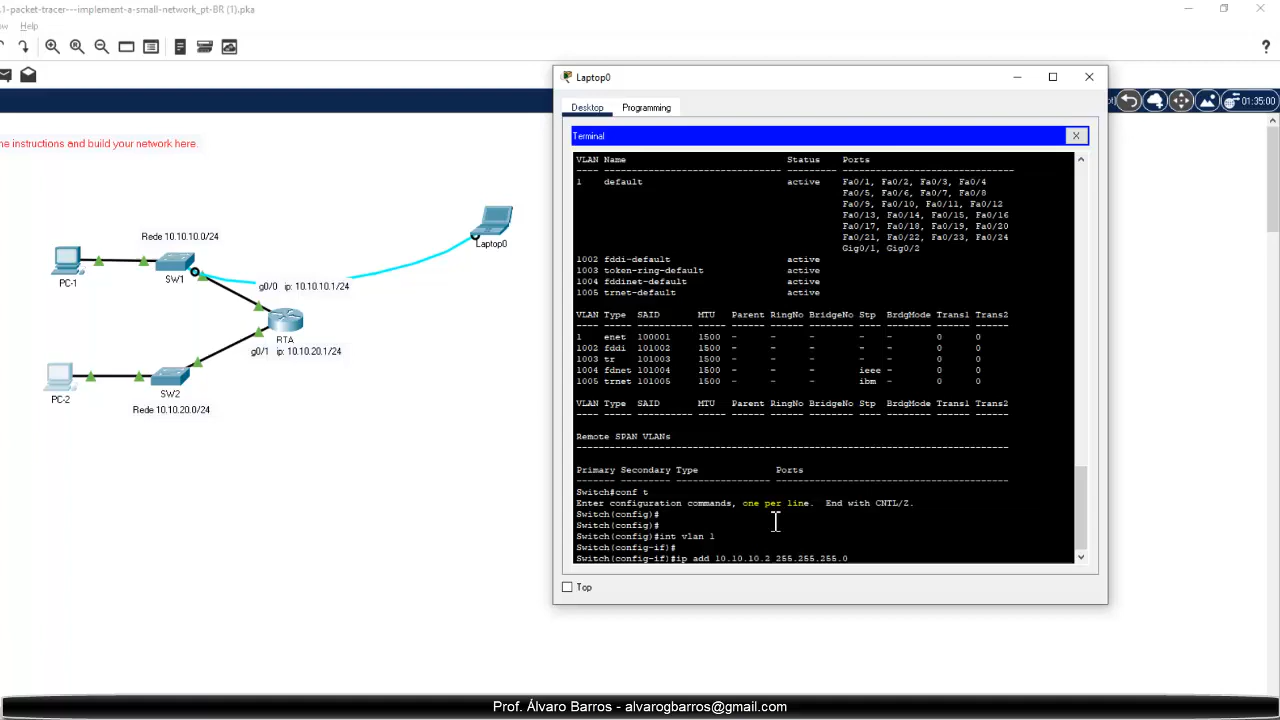 .1-packet-tracer---implement-a-small-network_pt-BR (1).pka
Help
?
01:35:00
ne instructions and build your network here.
Rede 10.10.10.0/24
PC-1
SW1
Laptop0
g0/0 ip: 10.10.10.1/24
RTA
g0/1 ip: 10.10.20.1/24
PC-2
SW2
Rede 10.10.20.0/24
Laptop0
Desktop
Programming
Terminal
X
VLAN Name Status Ports
---- -------------------------------- --------- -------------------------------
1 default active Fa0/1, Fa0/2, Fa0/3, Fa0/4
Fa0/5, Fa0/6, Fa0/7, Fa0/8
Fa0/9, Fa0/10, Fa0/11, Fa0/12
Fa0/13, Fa0/14, Fa0/15, Fa0/16
Fa0/17, Fa0/18, Fa0/19, Fa0/20
Fa0/21, Fa0/22, Fa0/23, Fa0/24
Gig0/1, Gig0/2
1002 fddi-default active
1003 token-ring-default active
1004 fddinet-default active
1005 trnet-default active
VLAN Type SAID MTU Parent RingNo BridgeNo Stp BrdgMode Trans1 Trans2
---- ----- ---------- ----- ------ ------ -------- ---- -------- ------ ------
1 enet 100001 1500 - - - - - 0 0
1002 fddi 101002 1500 - - - - - 0 0
1003 tr 101003 1500 - - - - - 0 0
1004 fdnet 101004 1500 - - - ieee - 0 0
1005 trnet 101005 1500 - - - ibm - 0 0
VLAN Type SAID MTU Parent RingNo BridgeNo Stp BrdgMode Trans1 Trans2
---- ----- ---------- ----- ------ ------ -------- ---- -------- ------ ------
Remote SPAN VLANs
------------------------------------------------------------------------------
Primary Secondary Type Ports
------- --------- ----------------- ------------------------------------------
Switch#conf t
Enter configuration commands, one per line. End with CNTL/Z.
Switch(config)#
Switch(config)#
Switch(config)#int vlan 1
Switch(config-if)#
Switch(config-if)#ip add 10.10.10.2 255.255.255.0
Top
Prof. Álvaro Barros - alvarogbarros@gmail.com